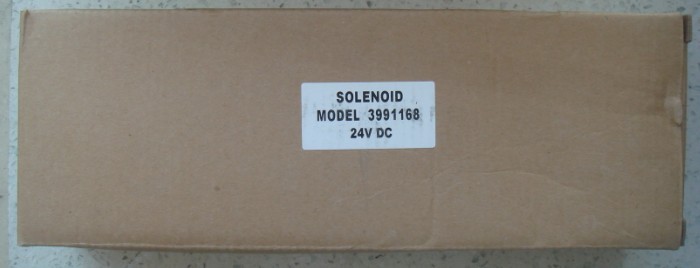 SOLENOID
MODEL 3991168
24V DC